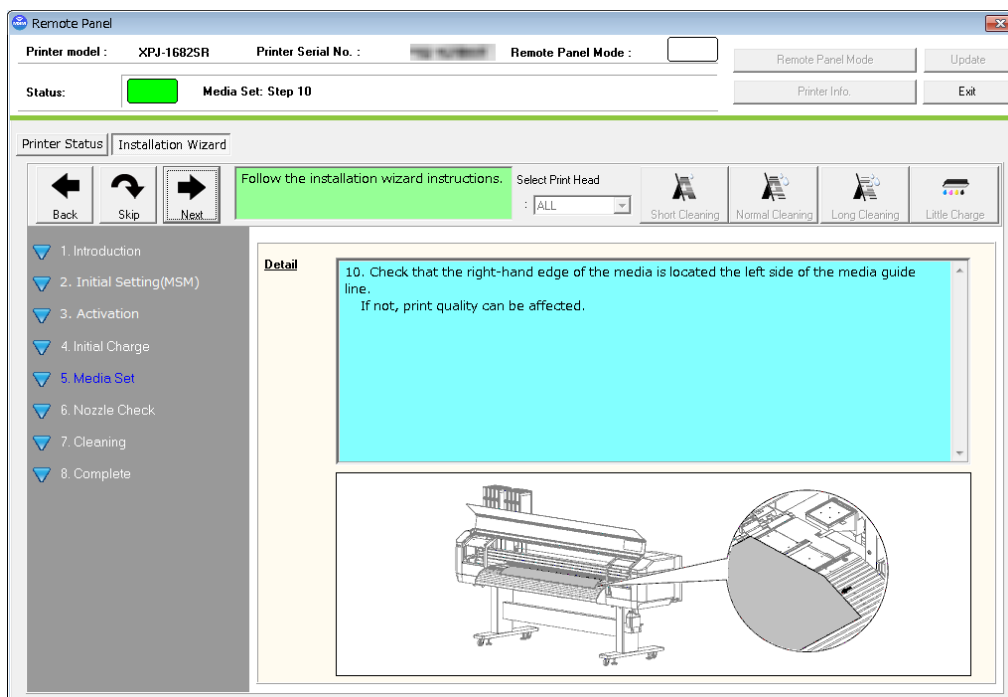 Remote Panel
Printer model : XPJ-1682SR Printer Serial No. : Remote Panel Mode :
Remote Panel Mode Update
Status: Media Set: Step 10
Printer Info. Exit
Printer Status Installation Wizard
Back Skip Next
Follow the installation wizard instructions.
Select Print Head
: ALL
Short Cleaning Normal Cleaning Long Cleaning Little Charge
1. Introduction
2. Initial Setting(MSM)
3. Activation
4. Initial Charge
5. Media Set
6. Nozzle Check
7. Cleaning
8. Complete
Detail
10. Check that the right-hand edge of the media is located the left side of the media guide
line.
If not, print quality can be affected.